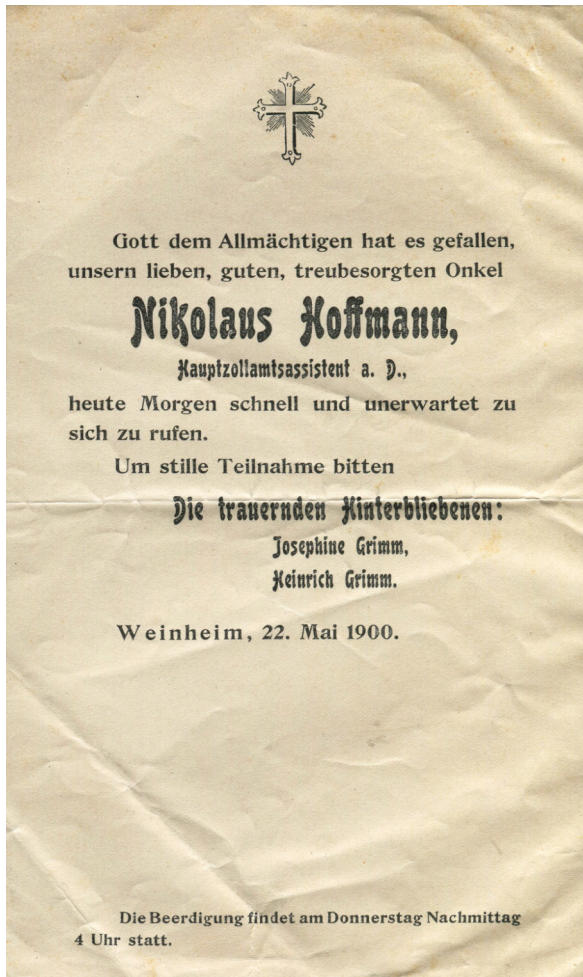 Gott dem Allmächtigen hat es gefallen,
unsern lieben, guten, treubesorgten Onkel
Nikolaus Hoffmann,
Hauptzollamtsassistent a. D.,
heute Morgen schnell und unerwartet zu
sich zu rufen.
Um stille Teilnahme bitten
Die trauernden Hinterbliebenen:
Josephine Grimm,
Heinrich Grimm.
Weinheim, 22. Mai 1900.
Die Beerdigung findet am Donnerstag Nachmittag
4 Uhr statt.